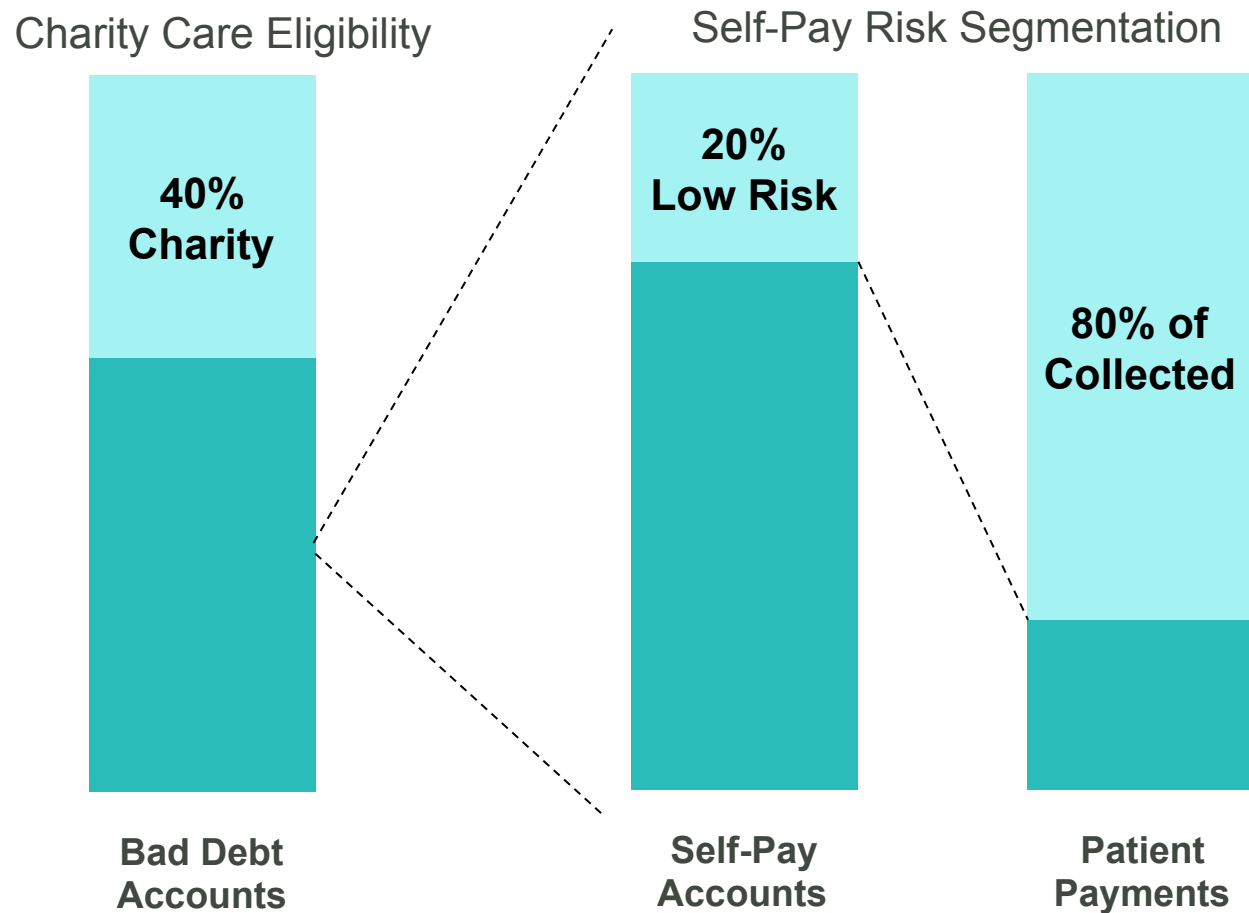 Charity Care Eligibility
Self-Pay Risk Segmentation
40%
Charity
20%
Low Risk
80% of
Collected
Bad Debt
Accounts
Self-Pay
Accounts
Patient
Payments